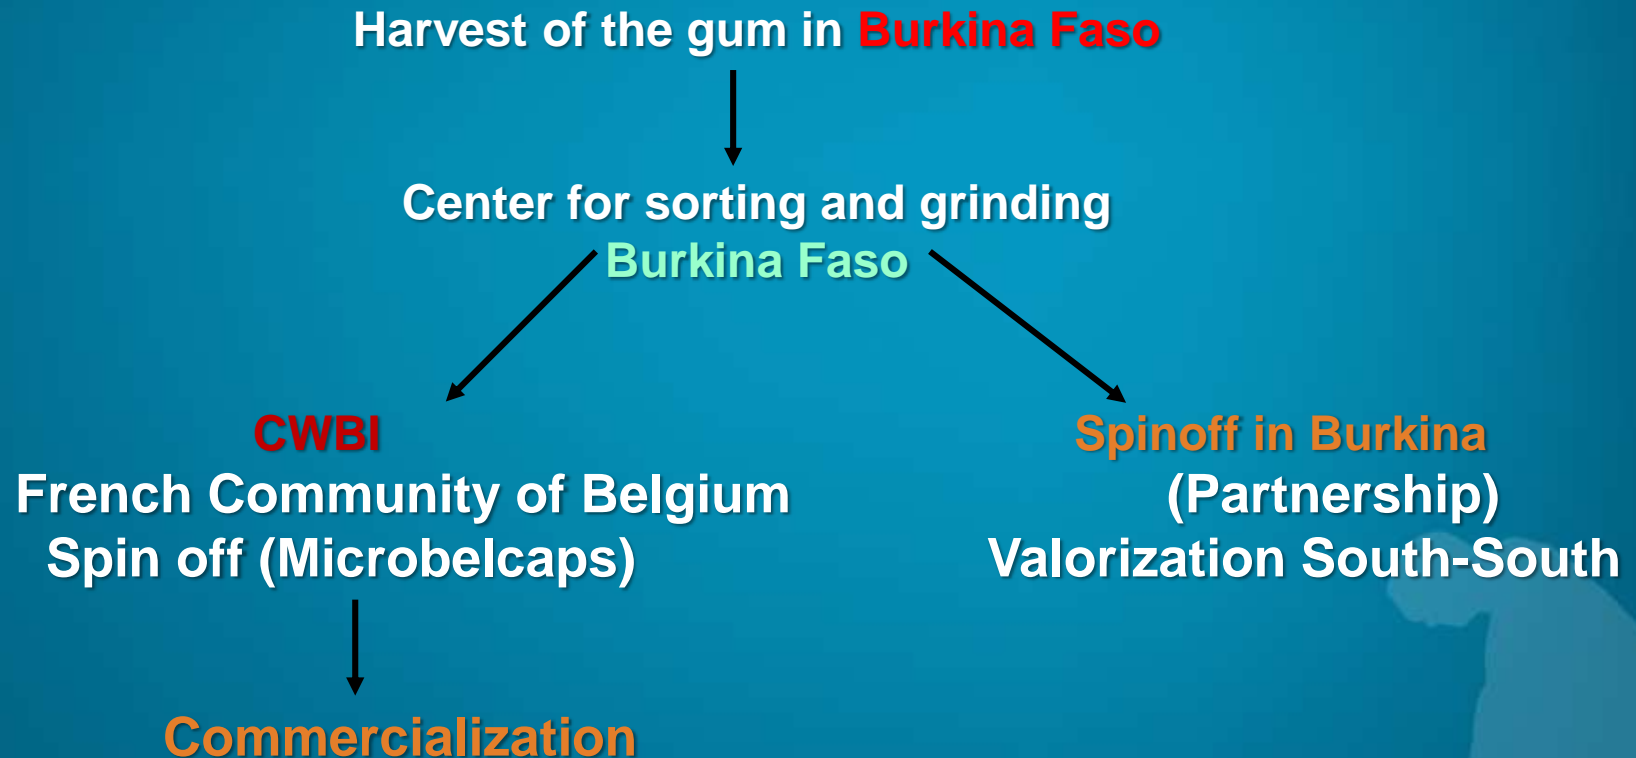 Harvest of the gum in Burkina Faso
Center for sorting and grinding
Burkina Faso
CWBI
French Community of Belgium
Spin off (Microbelcaps)
Spinoff in Burkina
(Partnership)
Valorization South-South
Commercialization